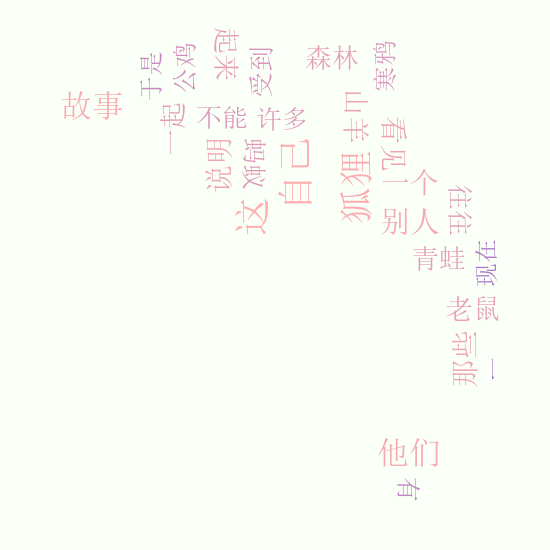 起来
公鸡
森林
寒鸦
受到
于是
故事
山羊
一起
不能
许多
看见
说明
蚂蚁
自己
狐狸
一个
这
往往
别人
青蛙
现在
老鼠
那些
一
他们
有